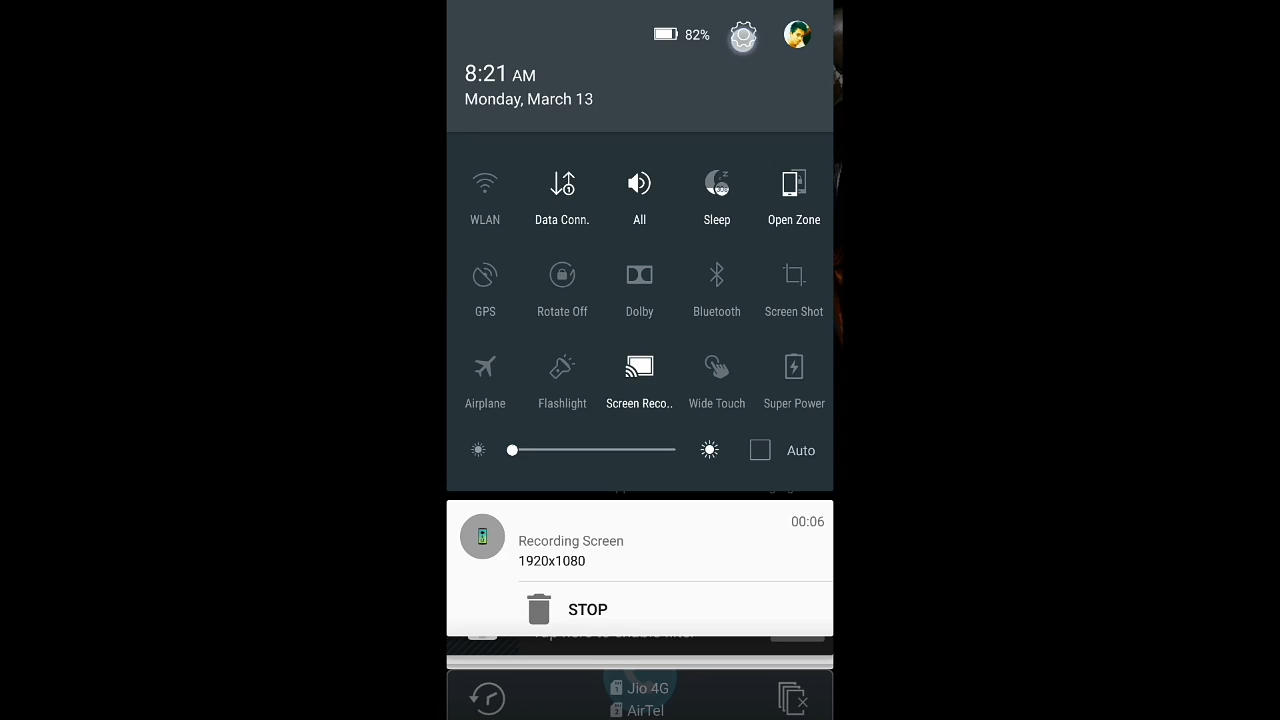 82%
8:21 AM
Monday, March 13
WLAN Data Conn. All Sleep Open Zone
GPS Rotate Off Dolby Bluetooth Screen Shot
Airplane Flashlight Screen Reco.. Wide Touch Super Power
Auto
00:06
Recording Screen
1920x1080
STOP
Jio 4G
AirTel